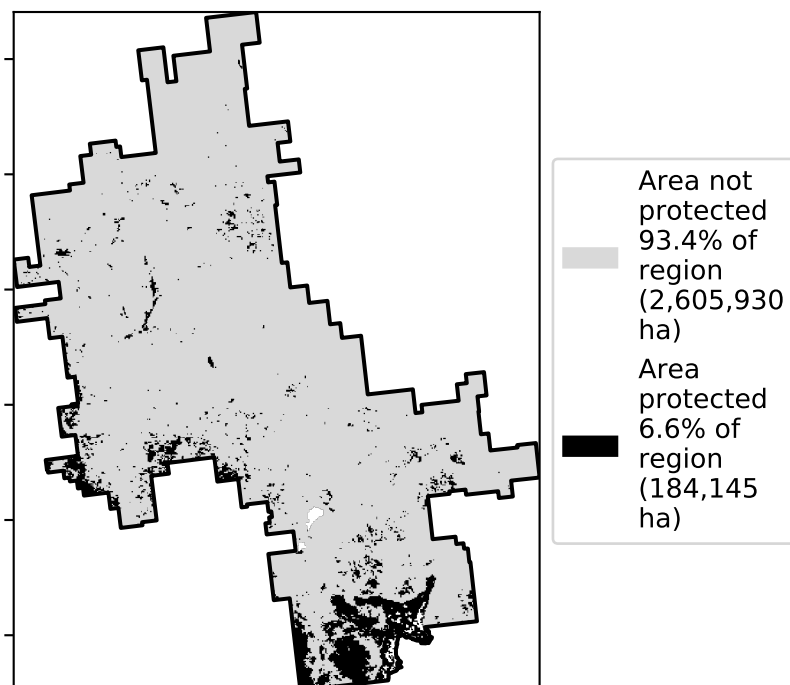 Area not
protected
93.4% of
region
(2,605,930
ha)
Area
protected
6.6% of
region
(184,145
ha)